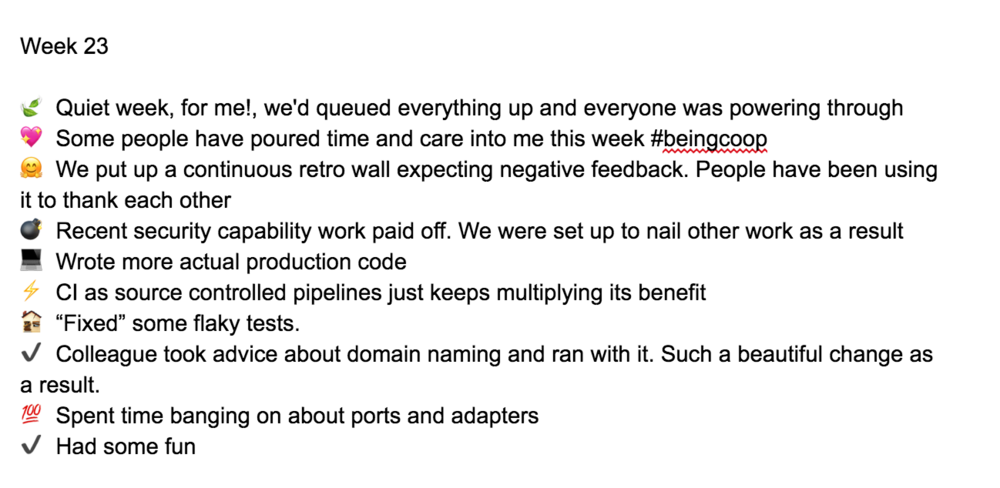 Week 23
🌿 Quiet week, for me!, we'd queued everything up and everyone was powering through
💖 Some people have poured time and care into me this week #beingcoop
🤗 We put up a continuous retro wall expecting negative feedback. People have been using
it to thank each other
💣 Recent security capability work paid off. We were set up to nail other work as a result
💻 Wrote more actual production code
⚡ CI as source controlled pipelines just keeps multiplying its benefit
🏚 “Fixed” some flaky tests.
✔ Colleague took advice about domain naming and ran with it. Such a beautiful change as
a result.
💯 Spent time banging on about ports and adapters
✔ Had some fun